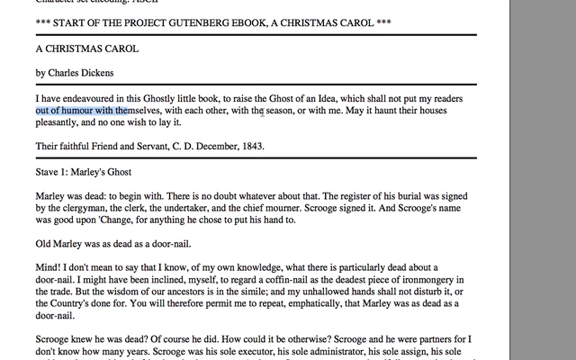 Character set encoding: ASCII
*** START OF THE PROJECT GUTENBERG EBOOK, A CHRISTMAS CAROL ***
A CHRISTMAS CAROL
by Charles Dickens
I have endeavoured in this Ghostly little book, to raise the Ghost of an Idea, which shall not put my readers
out of humour with themselves, with each other, with the season, or with me. May it haunt their houses
pleasantly, and no one wish to lay it.
Their faithful Friend and Servant, C. D. December, 1843.
Stave 1: Marley's Ghost
Marley was dead: to begin with. There is no doubt whatever about that. The register of his burial was signed
by the clergyman, the clerk, the undertaker, and the chief mourner. Scrooge signed it. And Scrooge's name
was good upon 'Change, for anything he chose to put his hand to.
Old Marley was as dead as a door-nail.
Mind! I don't mean to say that I know, of my own knowledge, what there is particularly dead about a
door-nail. I might have been inclined, myself, to regard a coffin-nail as the deadest piece of ironmongery in
the trade. But the wisdom of our ancestors is in the simile; and my unhallowed hands shall not disturb it, or
the Country's done for. You will therefore permit me to repeat, emphatically, that Marley was as dead as a
door-nail.
Scrooge knew he was dead? Of course he did. How could it be otherwise? Scrooge and he were partners for I
don't know how many years. Scrooge was his sole executor, his sole administrator, his sole assign, his sole